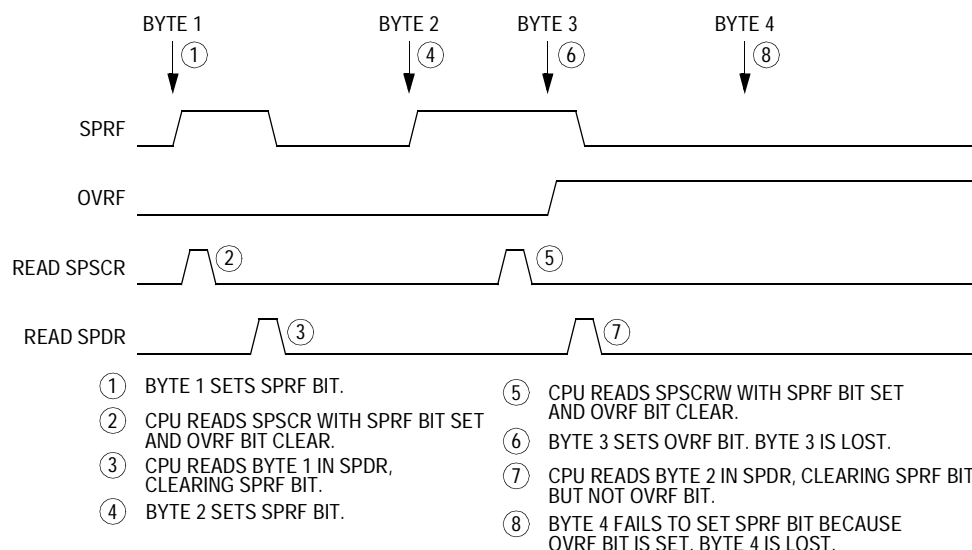 BYTE 1 BYTE 2 BYTE 3 BYTE 4
1 4 6 8
SPRF
OVRF
READ SPSCR
2 5
READ SPDR
3 7
1 BYTE 1 SETS SPRF BIT.
2 CPU READS SPSCR WITH SPRF BIT SET
AND OVRF BIT CLEAR.
3 CPU READS BYTE 1 IN SPDR,
CLEARING SPRF BIT.
4 BYTE 2 SETS SPRF BIT.
5 CPU READS SPSCRW WITH SPRF BIT SET
AND OVRF BIT CLEAR.
6 BYTE 3 SETS OVRF BIT. BYTE 3 IS LOST.
7 CPU READS BYTE 2 IN SPDR, CLEARING SPRF BIT
BUT NOT OVRF BIT.
8 BYTE 4 FAILS TO SET SPRF BIT BECAUSE
OVRF BIT IS SET. BYTE 4 IS LOST.